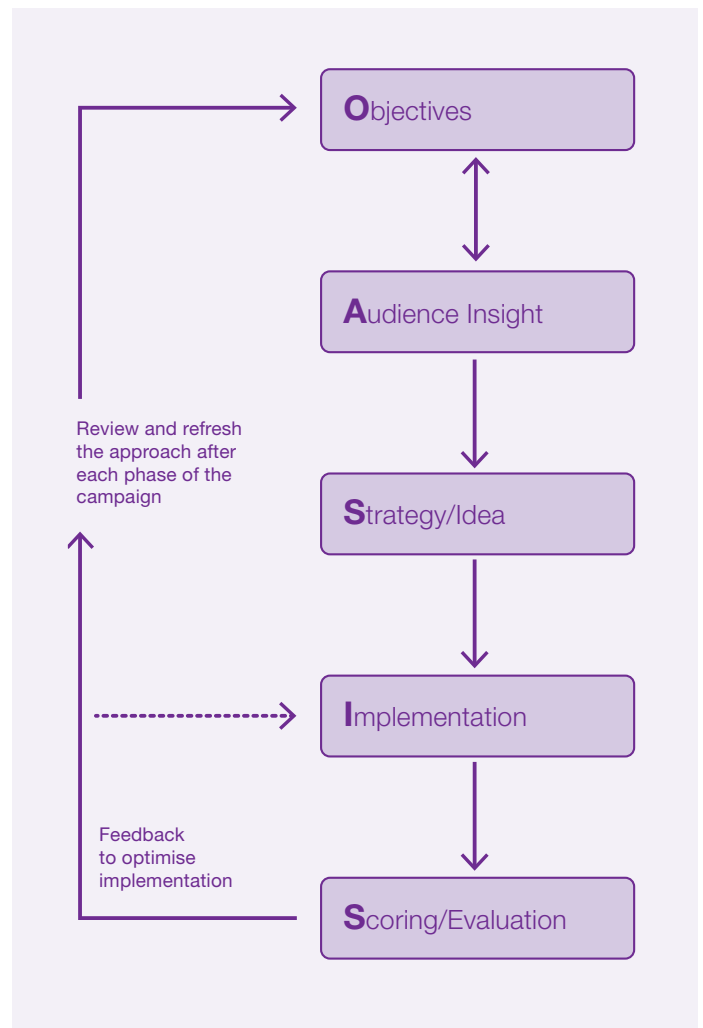 Objectives
Audience Insight
Review and refresh
the approach after
each phase of the
campaign
Strategy/Idea
Implementation
Feedback
to optimise
implementation
Scoring/Evaluation